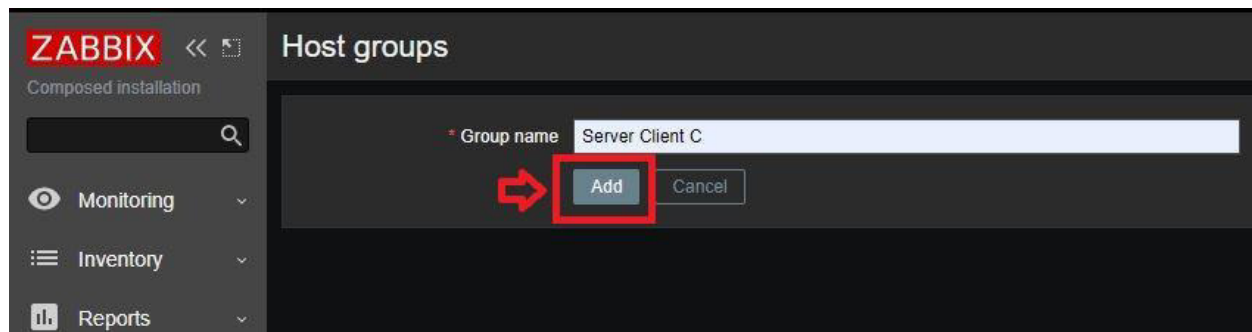 ZABBIX
Composed installation
Monitoring
Inventory
Reports
Host groups
* Group name Server Client C
Add Cancel